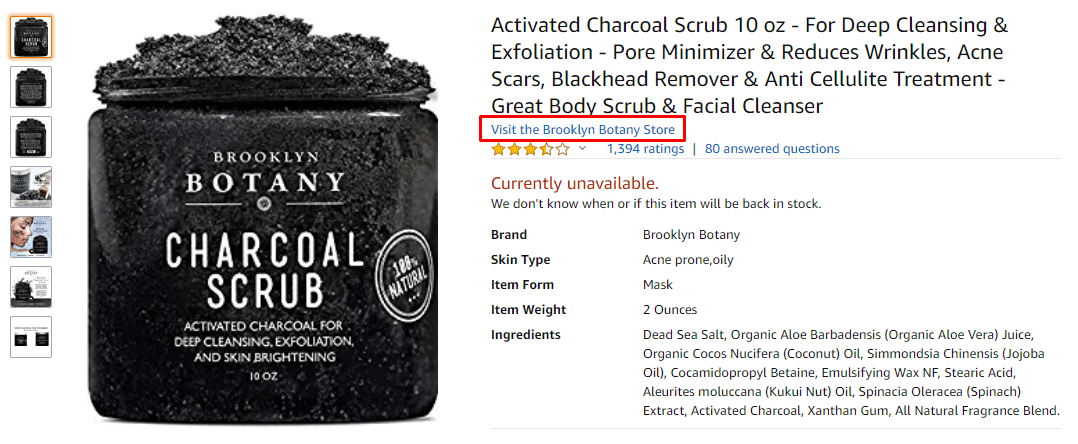 Activated Charcoal Scrub 10 oz - For Deep Cleansing &
Exfoliation - Pore Minimizer & Reduces Wrinkles, Acne
Scars, Blackhead Remover & Anti Cellulite Treatment -
Great Body Scrub & Facial Cleanser
Visit the Brooklyn Botany Store
1,394 ratings | 80 answered questions
Currently unavailable.
We don't know when or if this item will be back in stock.
Brand Brooklyn Botany
Skin Type Acne prone,oily
Item Form Mask
Item Weight 2 Ounces
Ingredients Dead Sea Salt, Organic Aloe Barbadensis (Organic Aloe Vera) Juice,
Organic Cocos Nucifera (Coconut) Oil, Simmondsia Chinensis (Jojoba
Oil), Cocamidopropyl Betaine, Emulsifying Wax NF, Stearic Acid,
Aleurites moluccana (Kukui Nut) Oil, Spinacia Oleracea (Spinach)
Extract, Activated Charcoal, Xanthan Gum, All Natural Fragrance Blend.
BROOKLYN
BOTANY
CHARCOAL
SCRUB
100%
NATURAL
ACTIVATED CHARCOAL FOR
DEEP CLEANSING, EXFOLIATION,
AND SKIN BRIGHTENING
10 OZ